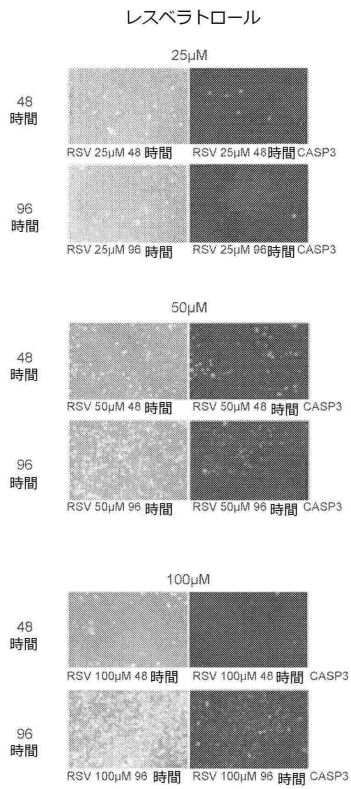 レスベラトロール
25µM
48
時間
RSV 25µM 48 時間 RSV 25µM 48時間 CASP3
96
時間
RSV 25µM 96 時間 RSV 25µM 96時間 CASP3
50µM
48
時間
RSV 50µM 48 時間 RSV 50µM 48 時間 CASP3
96
時間
RSV 50µM 96 時間 RSV 50µM 96 時間 CASP3
100µM
48
時間
RSV 100µM 48 時間 RSV 100µM 48 時間 CASP3
96
時間
RSV 100µM 96 時間 RSV 100µM 96 時間 CASP3